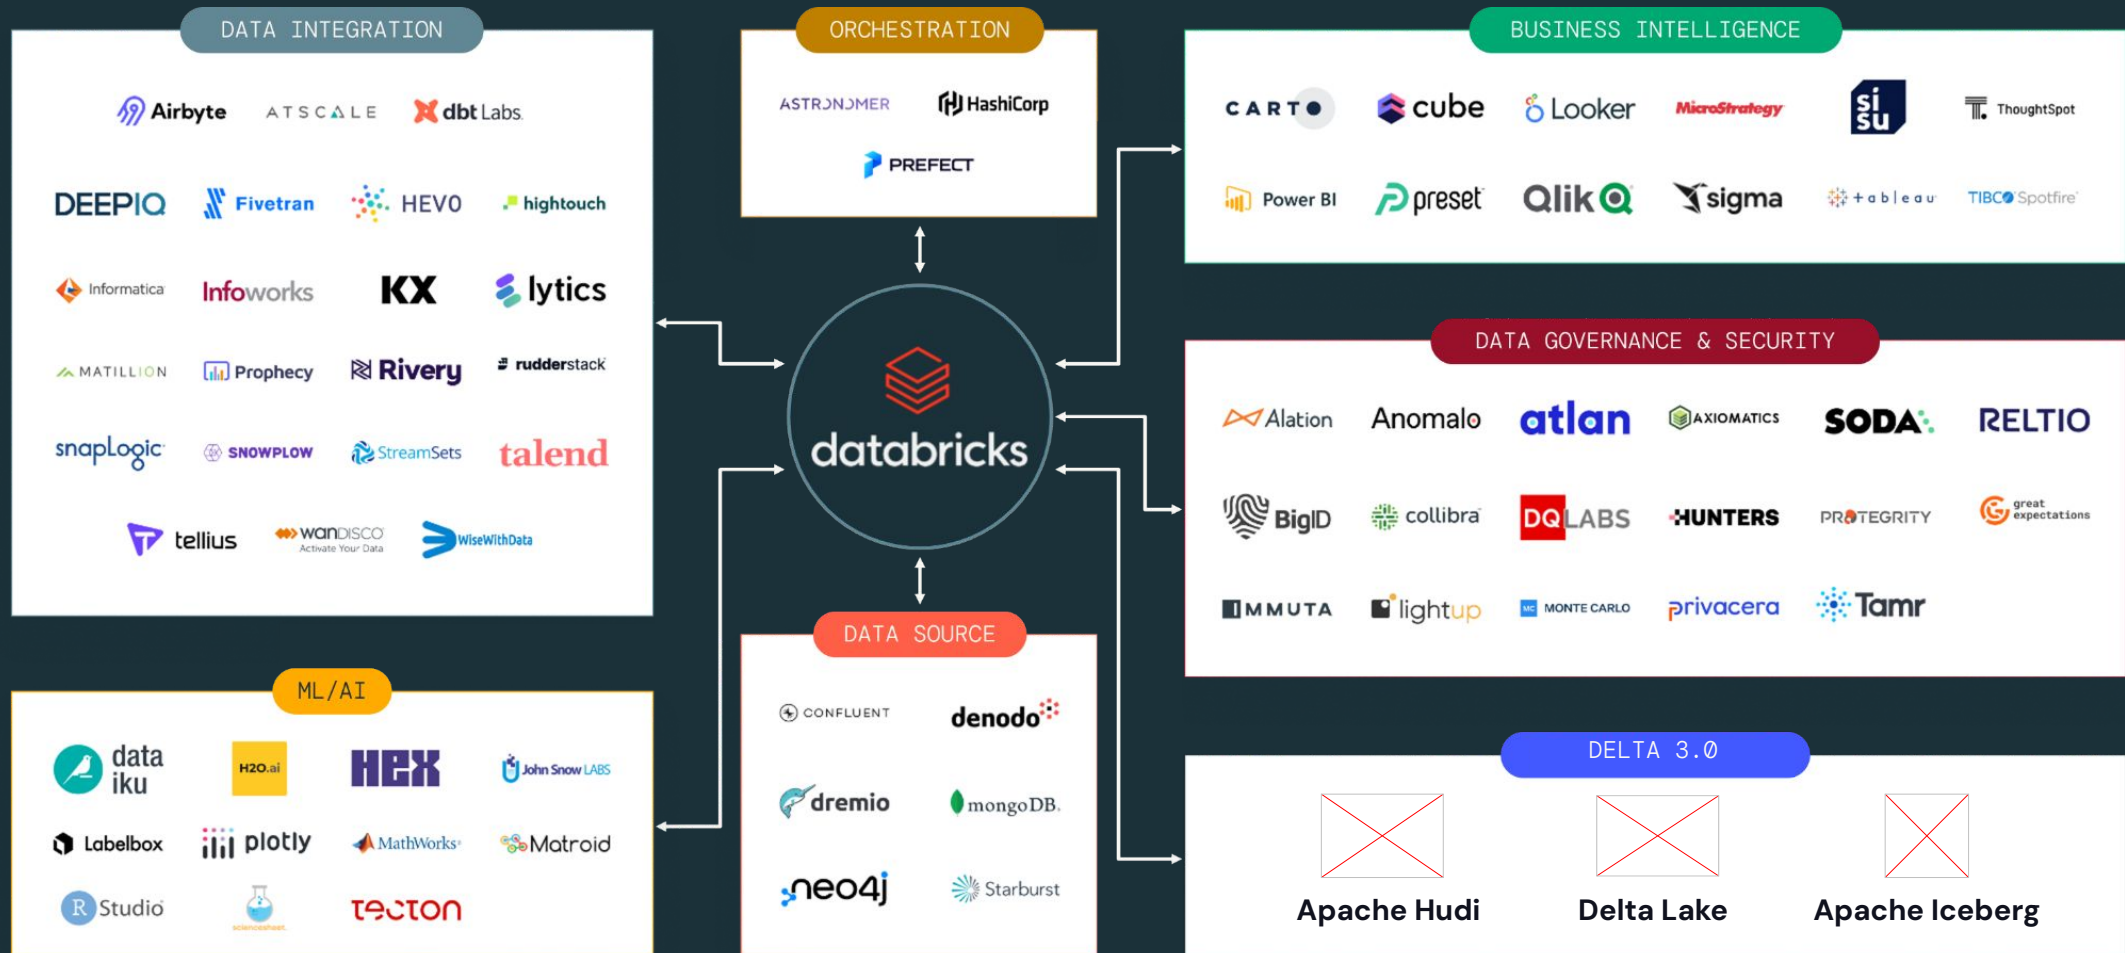 DATA INTEGRATION
Airbyte
ATSCALE
dbt Labs
DEEPIQ
Fivetran
HEVO
hightouch
Informatica
Infoworks
KX
lytics
MATILLION
Prophecy
Rivery
rudderstack
snapLogic
SNOWPLOW
StreamSets
talend
tellius
WANDISCO
Activate Your Data
WiseWithData
ORCHESTRATION
ASTRONOMER
HashiCorp
PREFECT
BUSINESS INTELLIGENCE
CARTO
cube
Looker
MicroStrategy
si
su
ThoughtSpot
Power BI
preset
Qlik
sigma
+ableau
TIBCO Spotfire
databricks
DATA GOVERNANCE & SECURITY
Alation
Anomalo
atlan
AXIOMATICS
SODA
RELTIO
BigID
collibra
DQLABS
HUNTERS
PROTEGRITY
great
expectations
IMMUTA
lightup
MC MONTE CARLO
privacera
Tamr
ML/AI
data
iku
H2O.ai
HEX
John Snow LABS
Labelbox
plotly
MathWorks
Matroid
R Studio
sciencesheet.
TECTON
DATA SOURCE
CONFLUENT
denodo
dremio
mongoDB.
neo4j
Starburst
DELTA 3.0
Apache Hudi
Delta Lake
Apache Iceberg